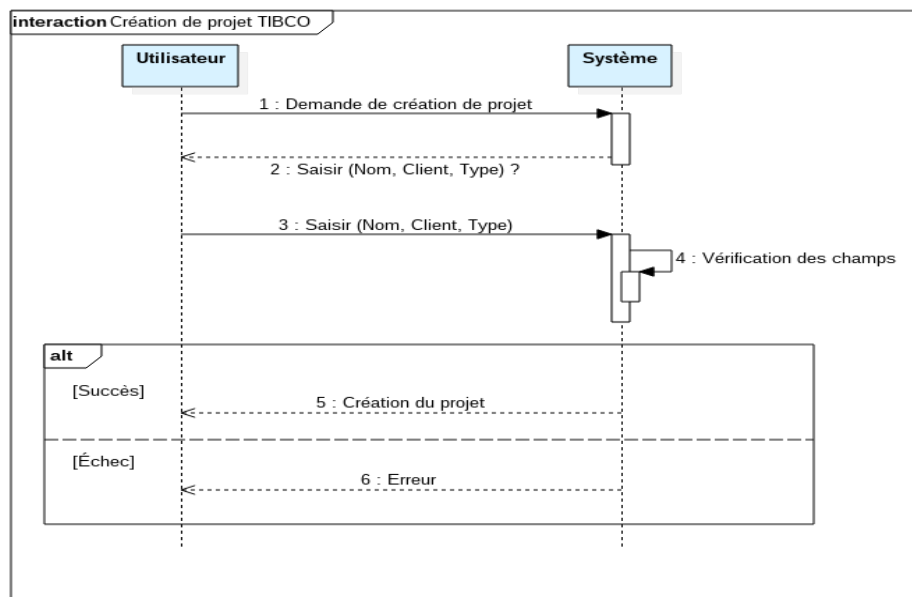 interaction Création de projet TIBCO
Utilisateur
Système
1 : Demande de création de projet
2 : Saisir (Nom, Client, Type) ?
3 : Saisir (Nom, Client, Type)
4 : Vérification des champs
alt
[Succès]
5 : Création du projet
[Échec]
6 : Erreur